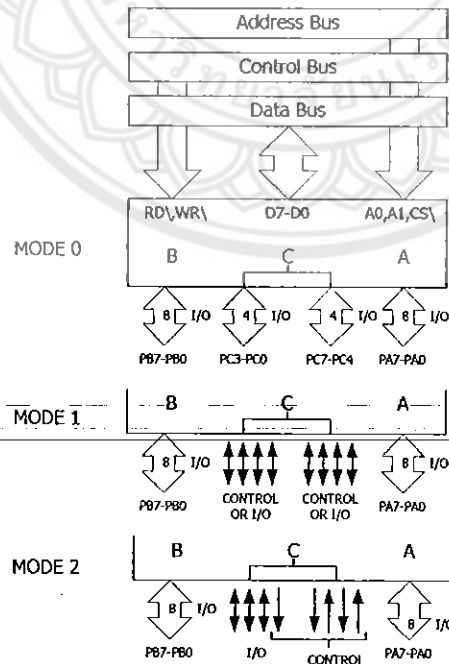 Address Bus
Control Bus
Data Bus
RD\,WR\ D7-D0 A0,A1,CS\
MODE 0
B C A
8 I/O 4 I/O 4 I/O 8 I/O
PB7-PB0 PC3-PC0 PC7-PC4 PA7-PA0
MODE 1
B C A
8 I/O 8 I/O
PB7-PB0 CONTROL OR I/O CONTROL OR I/O PA7-PA0
MODE 2
B C A
8 I/O 8 I/O
PB7-PB0 I/O CONTROL PA7-PA0